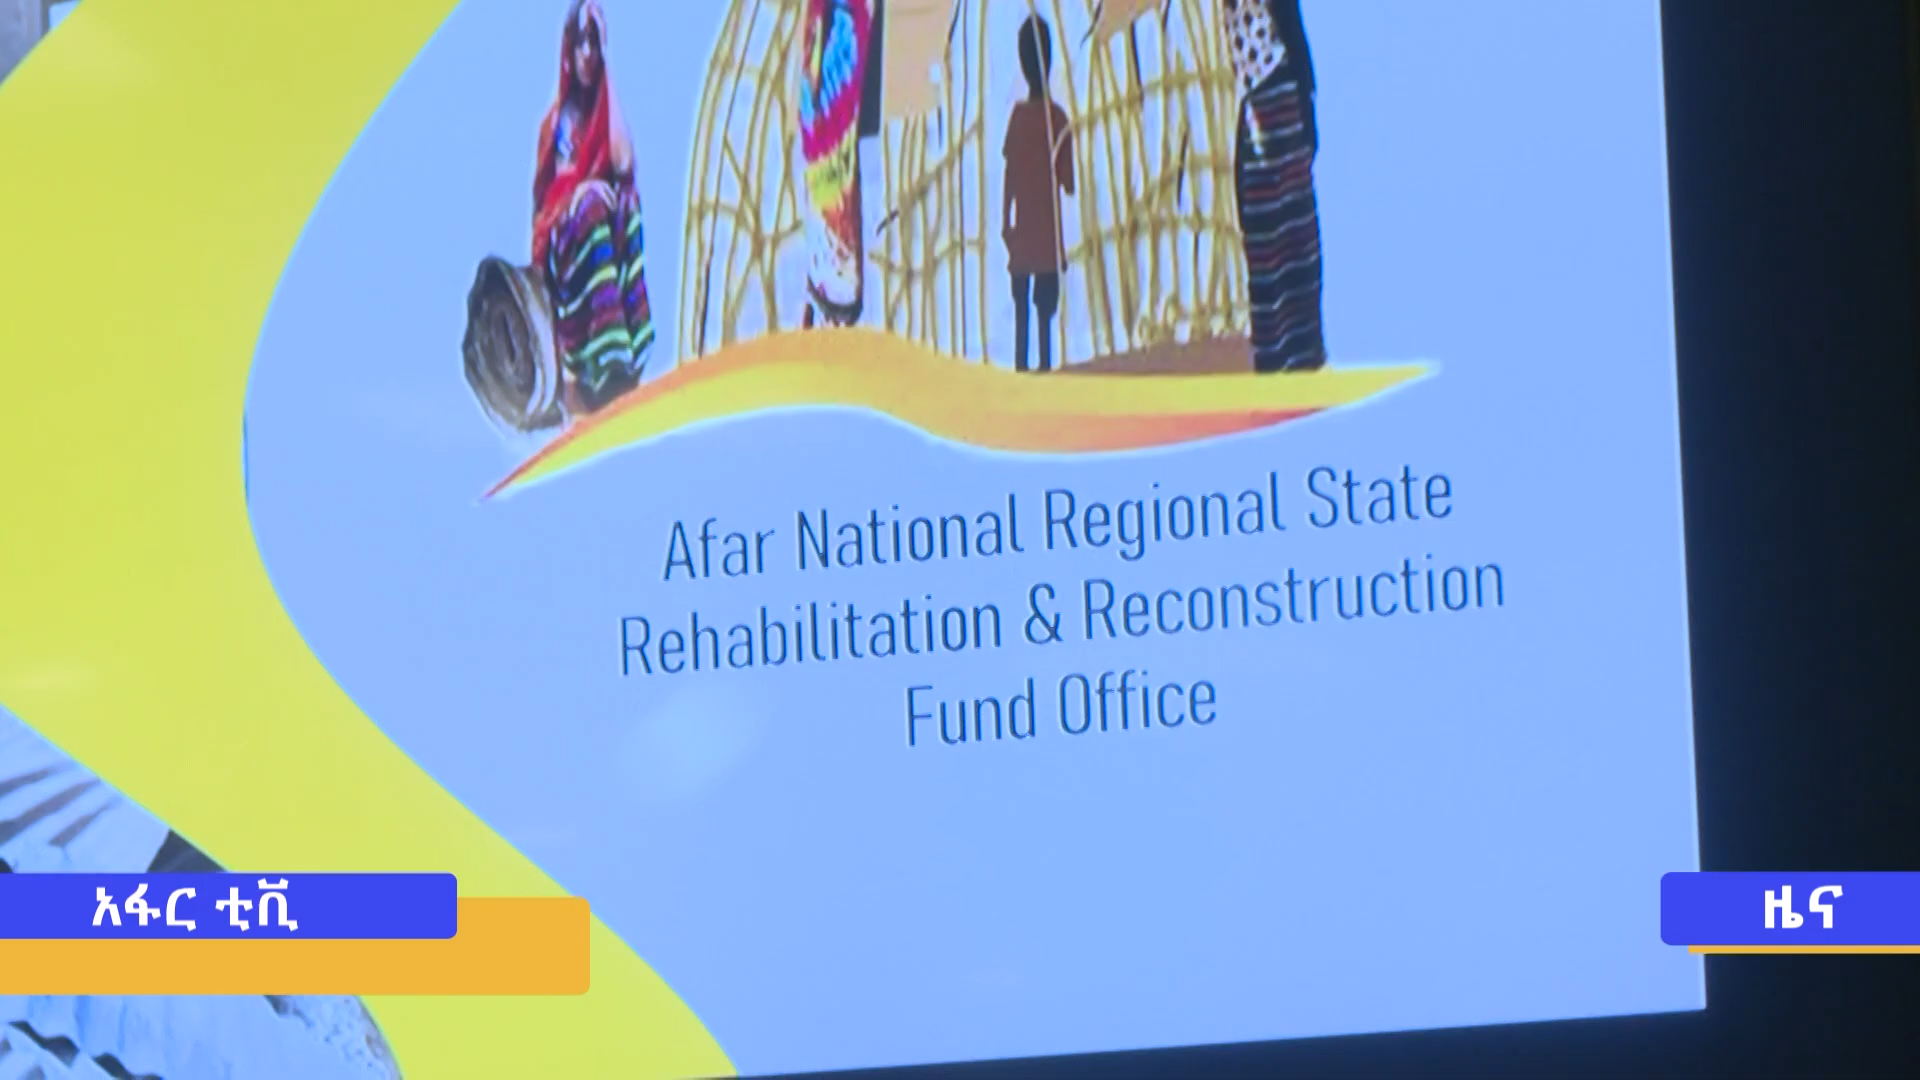 Afar National Regional State
Rehabilitation & Reconstruction
Fund Office
አፋር ቲቪ
ዜና